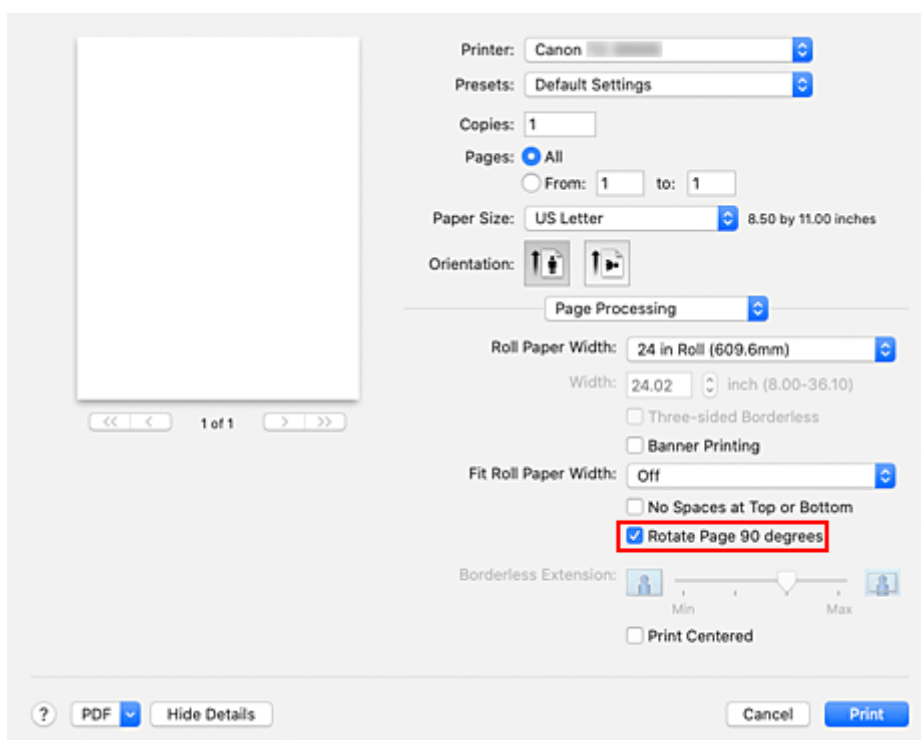 Printer: Canon
Presets: Default Settings
Copies: 1
Pages: All
From: 1 to: 1
Paper Size: US Letter 8.50 by 11.00 inches
Orientation:
Page Processing
Roll Paper Width: 24 in Roll (609.6mm)
Width: 24.02 inch (8.00-36.10)
Three-sided Borderless
Banner Printing
Fit Roll Paper Width: Off
No Spaces at Top or Bottom
Rotate Page 90 degrees
Borderless Extension:
Min Max
Print Centered
<< < 1 of 1 > >>
? PDF Hide Details Cancel Print